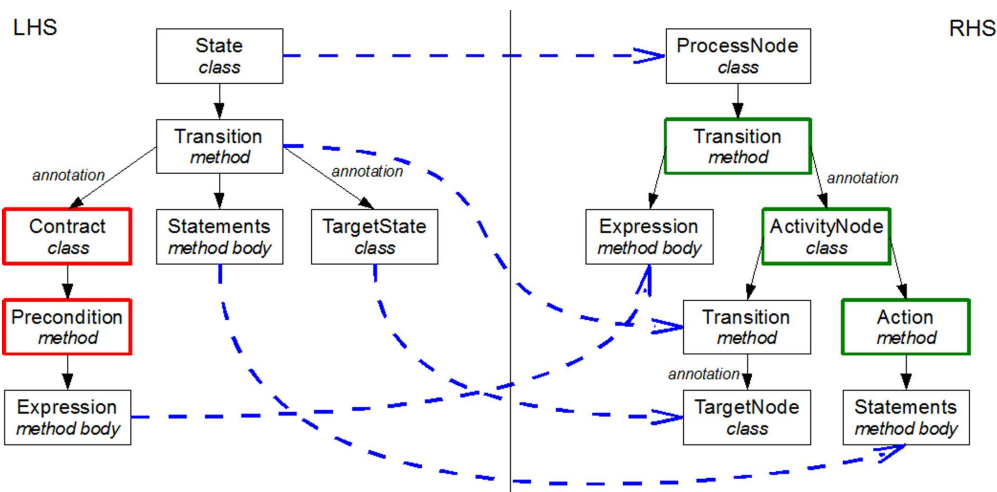 LHS
RHS
State
class
ProcessNode
class
Transition
method
Transition
method
annotation
annotation
annotation
Contract
class
Statements
method body
TargetState
class
Expression
method body
ActivityNode
class
Precondition
method
Transition
method
Action
method
annotation
Expression
method body
TargetNode
class
Statements
method body